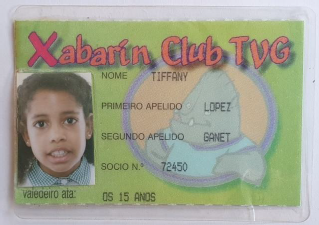 Xabarín Club TVG
NOME TIFFANY
PRIMEIRO APELIDO LOPEZ
SEGUNDO APELIDO GANET
SOCIO N.º 72450
Valedeiro ata: OS 15 ANOS